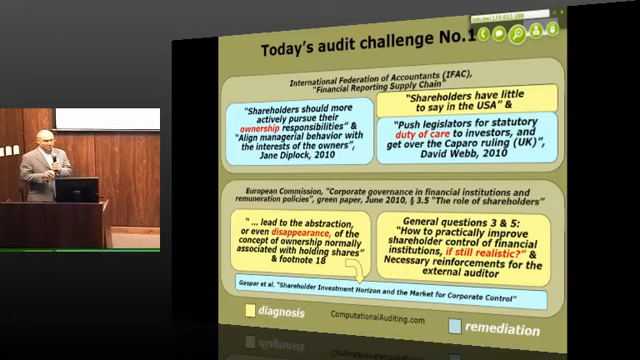 Today's audit challenge No.1
International Federation of Accountants (IFAC),
"Financial Reporting Supply Chain"
"Shareholders should more
actively pursue their
ownership responsibilities" &
"Align managerial behavior with
the interests of the owners",
Jane Diplock, 2010
"Shareholders have little
to say in the USA" &
"Push legislators for statutory
duty of care to investors, and
get over the Caparo ruling (UK)",
David Webb, 2010
European Commission, "Corporate governance in financial institutions and
remuneration policies", green paper, June 2010, § 3.5 "The role of shareholders"
" ... lead to the abstraction,
or even disappearance, of the
concept of ownership normally
associated with holding shares"
& footnote 18
General questions 3 & 5:
"How to practically improve
shareholder control of financial
institutions, if still realistic?" &
Necessary reinforcements for the
external auditor
Gaspar et al. "Shareholder Investment Horizon and the Market for Corporate Control"
diagnosis
ComputationalAuditing.com
remediation